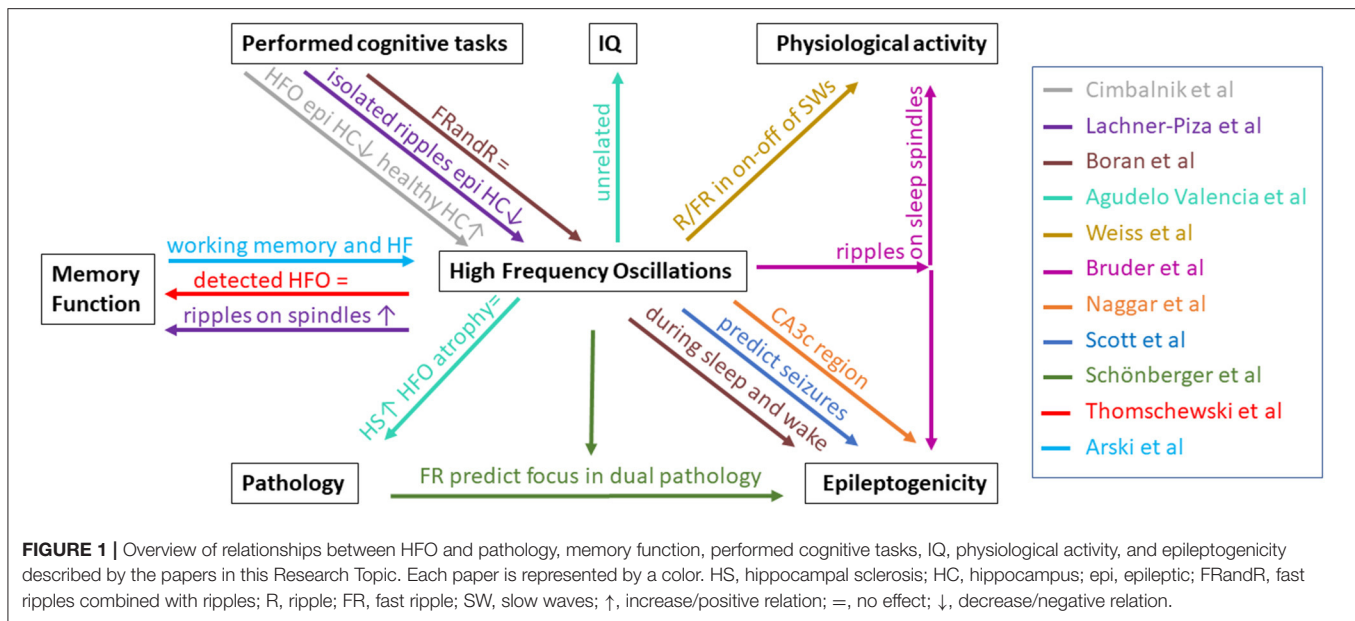 Performed cognitive tasks
IQ
Physiological activity
HFO epi HC↓ healthy HC↑
isolated ripples epi HC↓
FRandR =
unrelated
R/FR in on-off of SWs
ripples on sleep spindles
working memory and HF
detected HFO =
ripples on spindles ↑
Memory
Function
High Frequency Oscillations
HS↑ HFO atrophy=
during sleep and wake
predict seizures
CA3c region
Pathology
FR predict focus in dual pathology
Epileptogenicity
Cimbalnik et al
Lachner-Piza et al
Boran et al
Agudelo Valencia et al
Weiss et al
Bruder et al
Naggar et al
Scott et al
Schönberger et al
Thomschewski et al
Arski et al
FIGURE 1 | Overview of relationships between HFO and pathology, memory function, performed cognitive tasks, IQ, physiological activity, and epileptogenicity
described by the papers in this Research Topic. Each paper is represented by a color. HS, hippocampal sclerosis; HC, hippocampus; epi, epileptic; FRandR, fast
ripples combined with ripples; R, ripple; FR, fast ripple; SW, slow waves; ↑, increase/positive relation; =, no effect; ↓, decrease/negative relation.